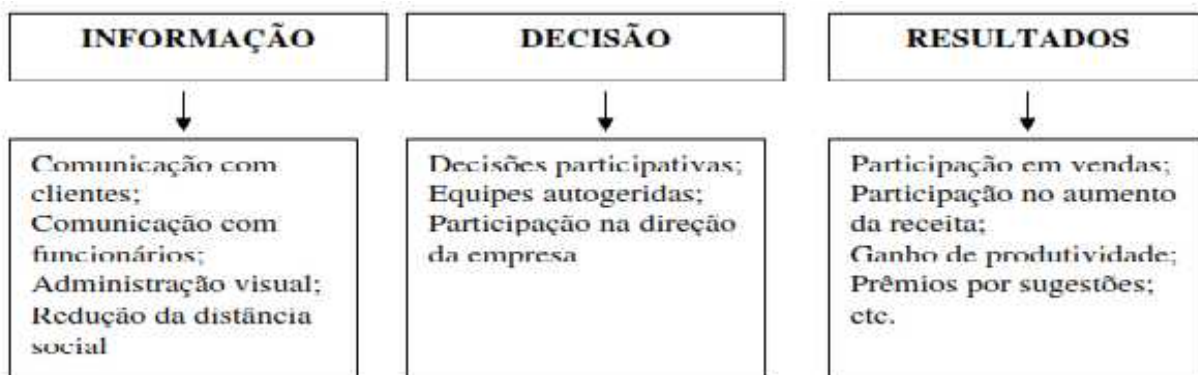 INFORMAÇÃO
Comunicação com
clientes;
Comunicação com
funcionários;
Administração visual;
Redução da distância
social
DECISÃO
Decisões participativas;
Equipes autogeridas;
Participação na direção
da empresa
RESULTADOS
Participação em vendas;
Participação no aumento
da receita;
Ganho de produtividade;
Prêmios por sugestões;
etc.